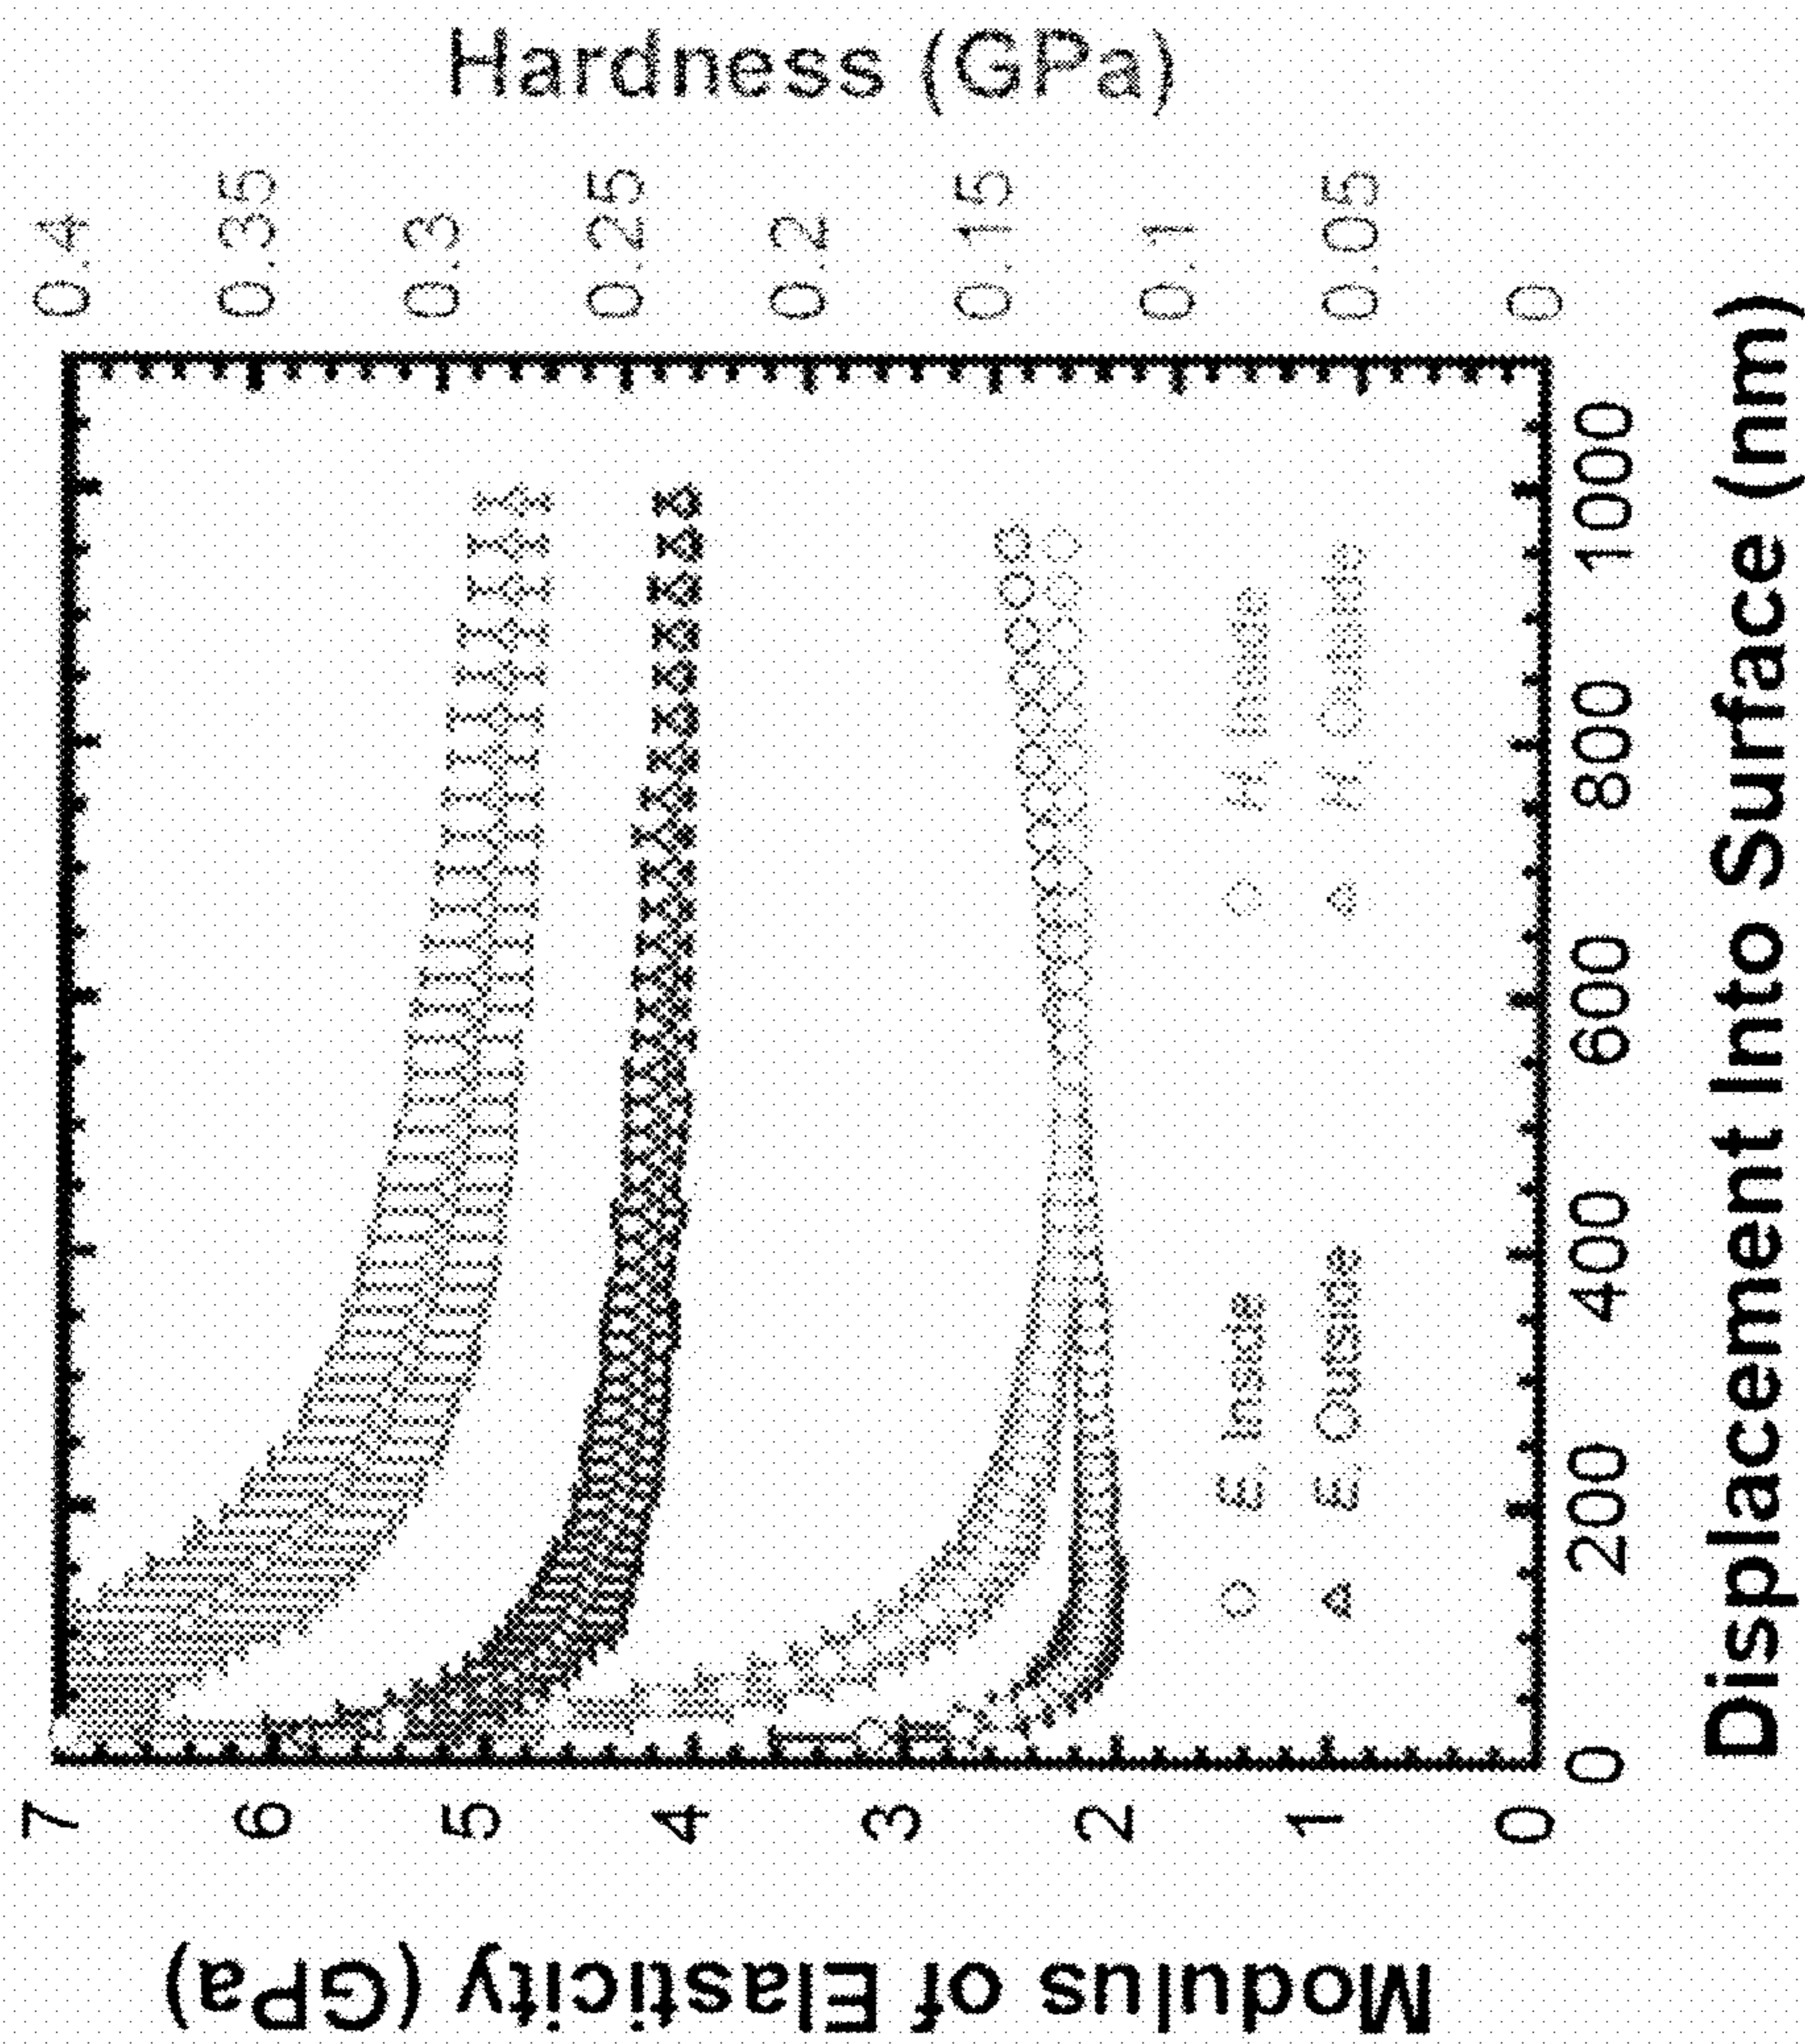 Modulus of Elasticity (GPa)
7
6
5
4
3
2
1
0
Hardness (GPa)
0.4
0.35
0.3
0.25
0.2
0.15
0.1
0.05
0
E, Inside
H, Inside
E, Outside
H, Outside
0 200 400 600 800 1000
Displacement Into Surface (nm)